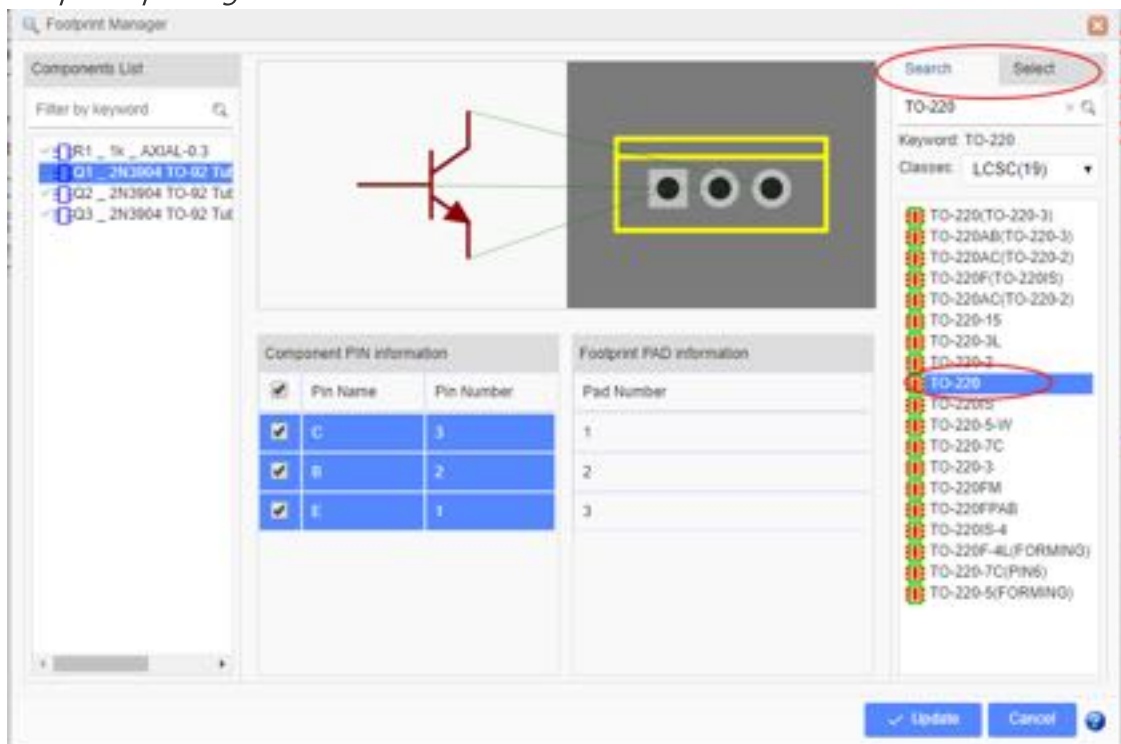 Footprint Manager
Components List
Filter by keyword
R1 _ 1k _ AXIAL-0.3
Q1 _ 2N3904 TO-92 Tut
Q2 _ 2N3904 TO-92 Tut
Q3 _ 2N3904 TO-92 Tut
Component PIN information
Pin Name Pin Number
C 3
B 2
E 1
Footprint PAD information
Pad Number
1
2
3
Search Select
TO-220 ×
Keyword: TO-220
Classes: LCSC(19)
TO-220(TO-220-3)
TO-220AB(TO-220-3)
TO-220AC(TO-220-2)
TO-220F(TO-220IS)
TO-220AC(TO-220-2)
TO-220-15
TO-220-3L
TO-220-2
TO-220
TO-220IS
TO-220-5-W
TO-220-7C
TO-220-3
TO-220FM
TO-220FPAB
TO-220IS-4
TO-220F-4L(FORMING)
TO-220-7C(PIN6)
TO-220-5(FORMING)
Update Cancel